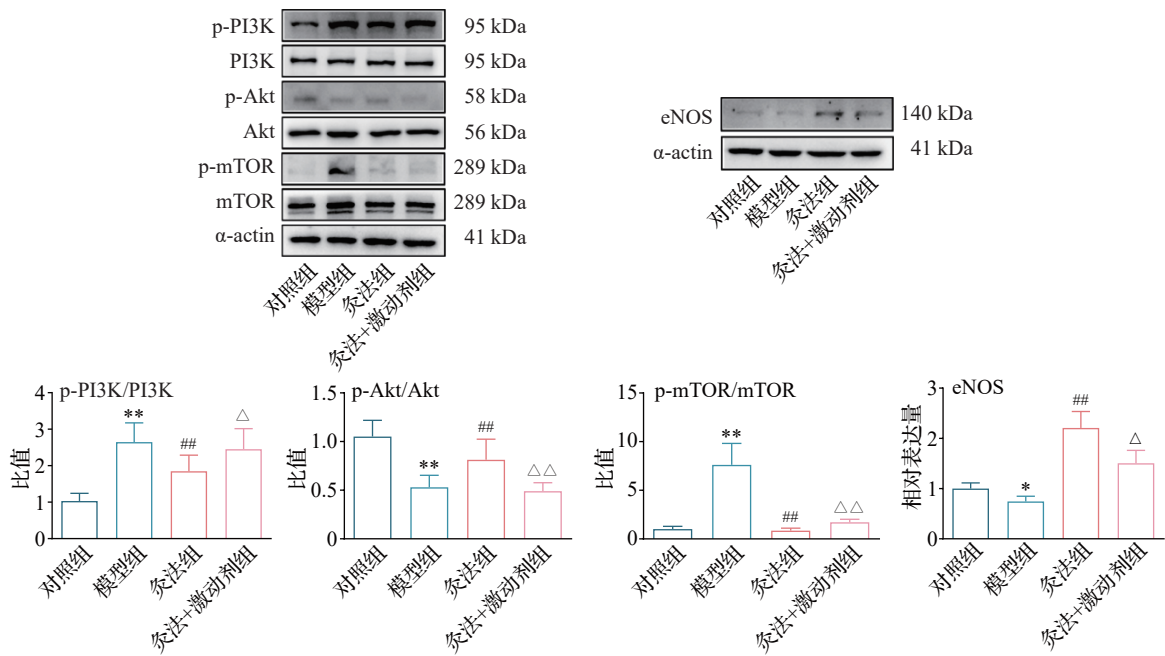 p-PI3K 95 kDa
PI3K 95 kDa
p-Akt 58 kDa
Akt 56 kDa
p-mTOR 289 kDa
mTOR 289 kDa
α-actin 41 kDa
对照组
模型组
灸法组
灸法+激动剂组
eNOS 140 kDa
α-actin 41 kDa
对照组
模型组
灸法组
灸法+激动剂组
p-PI3K/PI3K
比值
4
3
2
1
0
**
##
△
对照组
模型组
灸法组
灸法+激动剂组
p-Akt/Akt
比值
1.5
1.0
0.5
0
**
##
△△
对照组
模型组
灸法组
灸法+激动剂组
p-mTOR/mTOR
比值
15
10
5
0
**
##
△△
对照组
模型组
灸法组
灸法+激动剂组
eNOS
相对表达量
3
2
1
0
*
##
△
对照组
模型组
灸法组
灸法+激动剂组